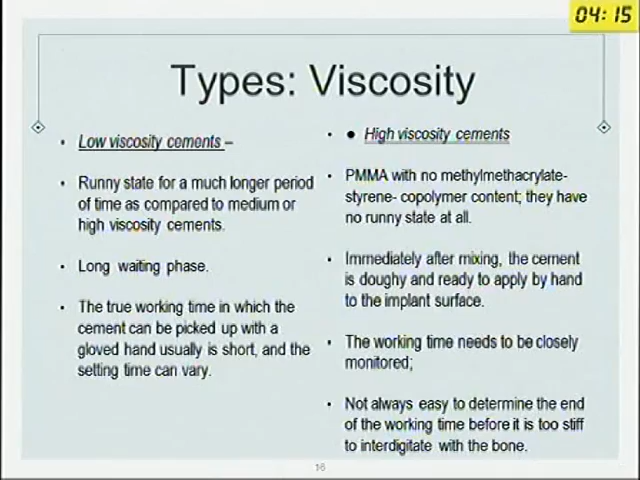 04:15
Types: Viscosity
• Low viscosity cements –
• Runny state for a much longer period
of time as compared to medium or
high viscosity cements.
• Long waiting phase.
• The true working time in which the
cement can be picked up with a
gloved hand usually is short, and the
setting time can vary.
• ● High viscosity cements
• PMMA with no methylmethacrylate-
styrene- copolymer content; they have
no runny state at all.
• Immediately after mixing, the cement
is doughy and ready to apply by hand
to the implant surface.
• The working time needs to be closely
monitored;
• Not always easy to determine the end
of the working time before it is too stiff
to interdigitate with the bone.
16